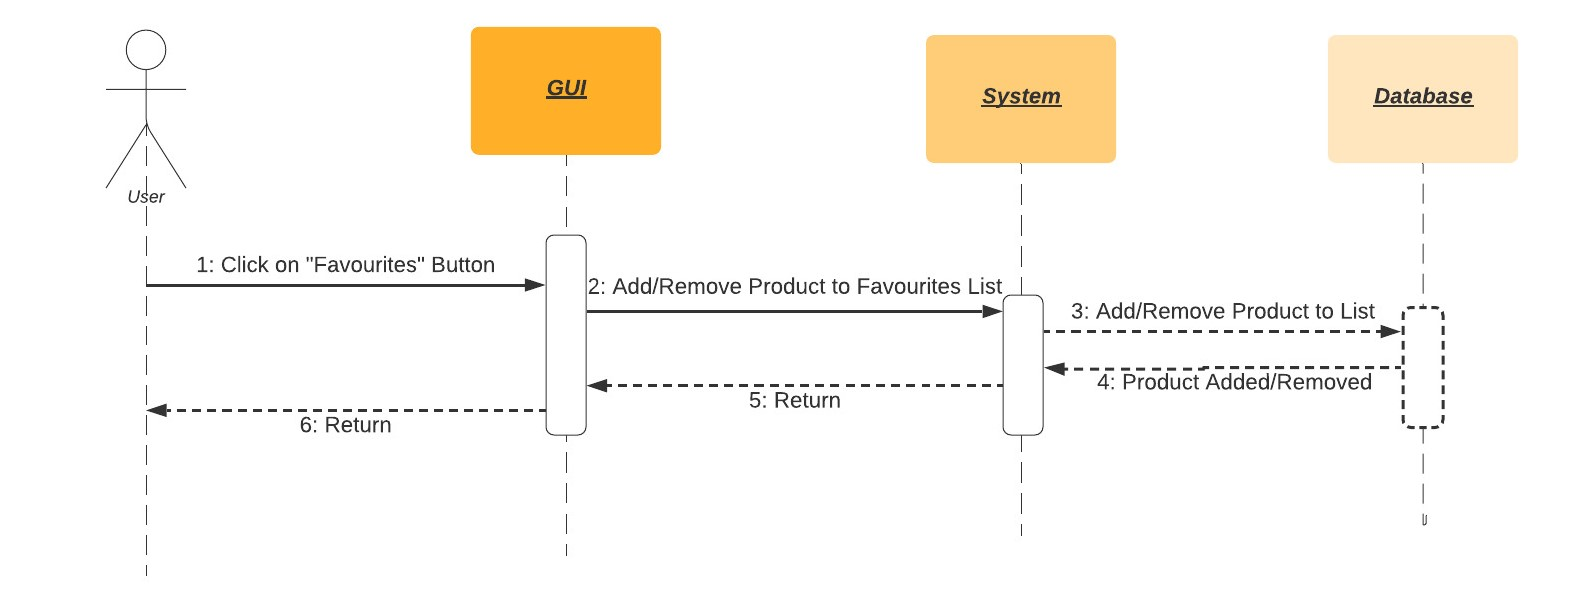 GUI
System
Database
User
1: Click on "Favourites" Button
2: Add/Remove Product to Favourites List
3: Add/Remove Product to List
4: Product Added/Removed
5: Return
6: Return